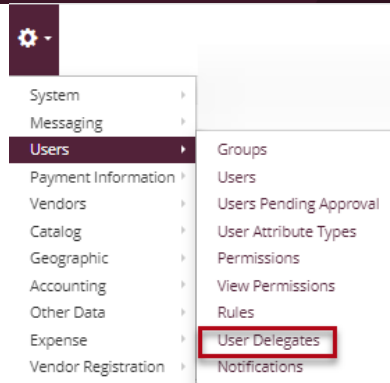 System
Messaging
Users
Payment Information
Vendors
Catalog
Geographic
Accounting
Other Data
Expense
Vendor Registration
Groups
Users
Users Pending Approval
User Attribute Types
Permissions
View Permissions
Rules
User Delegates
Notifications